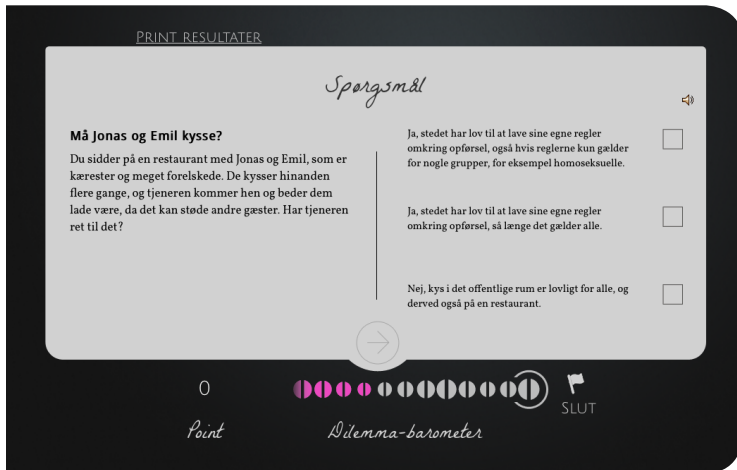 Print resultater
Spørgsmål
Må Jonas og Emil kysse?
Du sidder på en restaurant med Jonas og Emil, som er
kærester og meget forelskede. De kysser hinanden
flere gange, og tjeneren kommer hen og beder dem
lade være, da det kan støde andre gæster. Har tjeneren
ret til det?
Ja, stedet har lov til at lave sine egne regler
omkring opførsel, også hvis reglerne kun gælder
for nogle grupper, for eksempel homoseksuelle.
Ja, stedet har lov til at lave sine egne regler
omkring opførsel, så længe det gælder alle.
Nej, kys i det offentlige rum er lovligt for alle, og
derved også på en restaurant.
0
Point
Dilemma-barometer
Slut